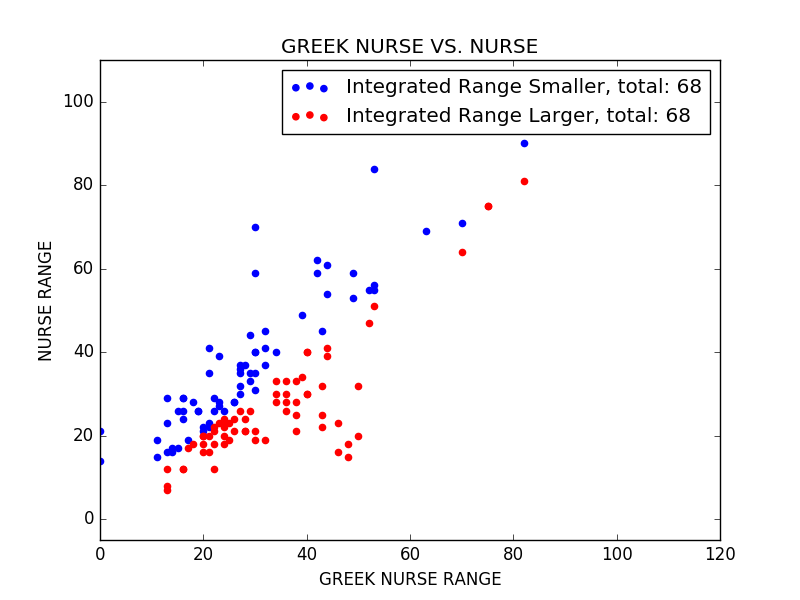 GREEK NURSE VS. NURSE
Integrated Range Smaller, total: 68
Integrated Range Larger, total: 68
NURSE RANGE
100
80
60
40
20
0
0 20 40 60 80 100 120
GREEK NURSE RANGE